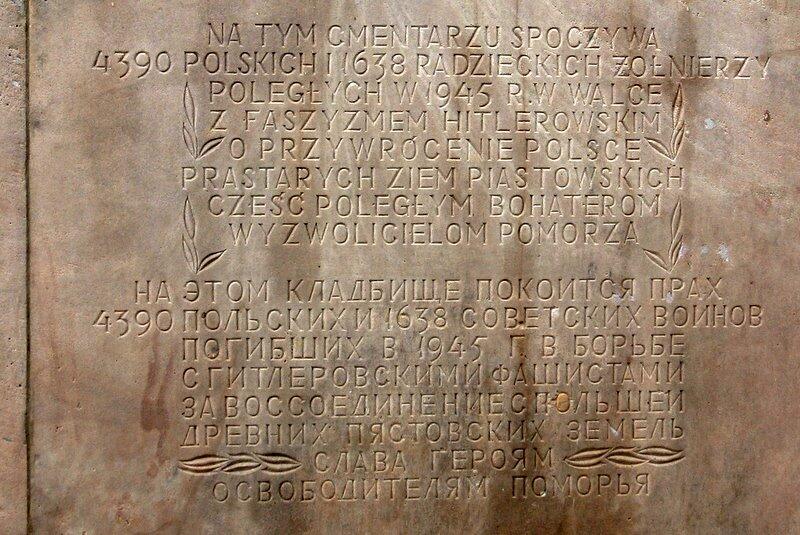 NA TYM CMENTARZU SPOCZYWA
4390 POLSKICH I 1638 RADZIECKICH ŻOŁNIERZY
POLEGŁYCH W 1945 R. W WALCE
Z FASZYZMEM HITLEROWSKIM
O PRZYWRÓCENIE POLSCE
PRASTARYCH ZIEM PIASTOWSKICH
CZEŚĆ POLEGŁYM BOHATEROM
WYZWOLICIELOM POMORZA
НА ЭТОМ КЛАДБИЩЕ ПОКОИТСЯ ПРАХ
4390 ПОЛЬСКИХ И 1638 СОВЕТСКИХ ВОИНОВ
ПОГИБШИХ В 1945 Г. В БОРЬБЕ
С ГИТЛЕРОВСКИМИ ФАШИСТАМИ
ЗА ВОССОЕДИНЕНИЕ С ПОЛЬШЕЙ
ДРЕВНИХ ПЯСТОВСКИХ ЗЕМЕЛЬ
СЛАВА ГЕРОЯМ
ОСВОБОДИТЕЛЯМ ПОМОРЬЯ